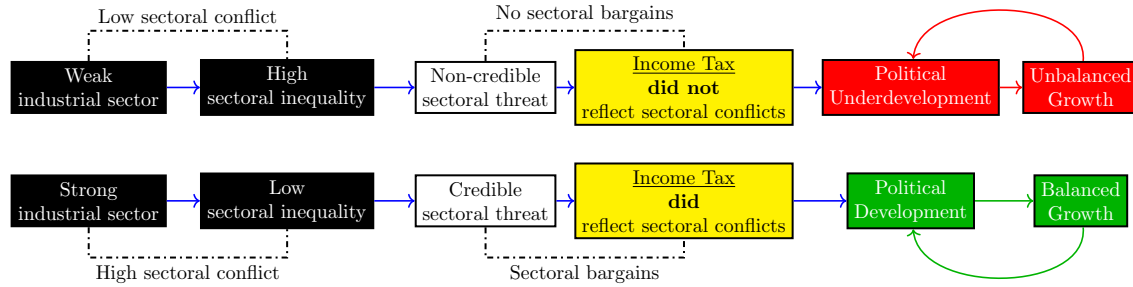 Low sectoral conflict
No sectoral bargains
Weak
industrial sector
High
sectoral inequality
Non-credible
sectoral threat
Income Tax
did not
reflect sectoral conflicts
Political
Underdevelopment
Unbalanced
Growth
Strong
industrial sector
Low
sectoral inequality
Credible
sectoral threat
Income Tax
did
reflect sectoral conflicts
Political
Development
Balanced
Growth
High sectoral conflict
Sectoral bargains